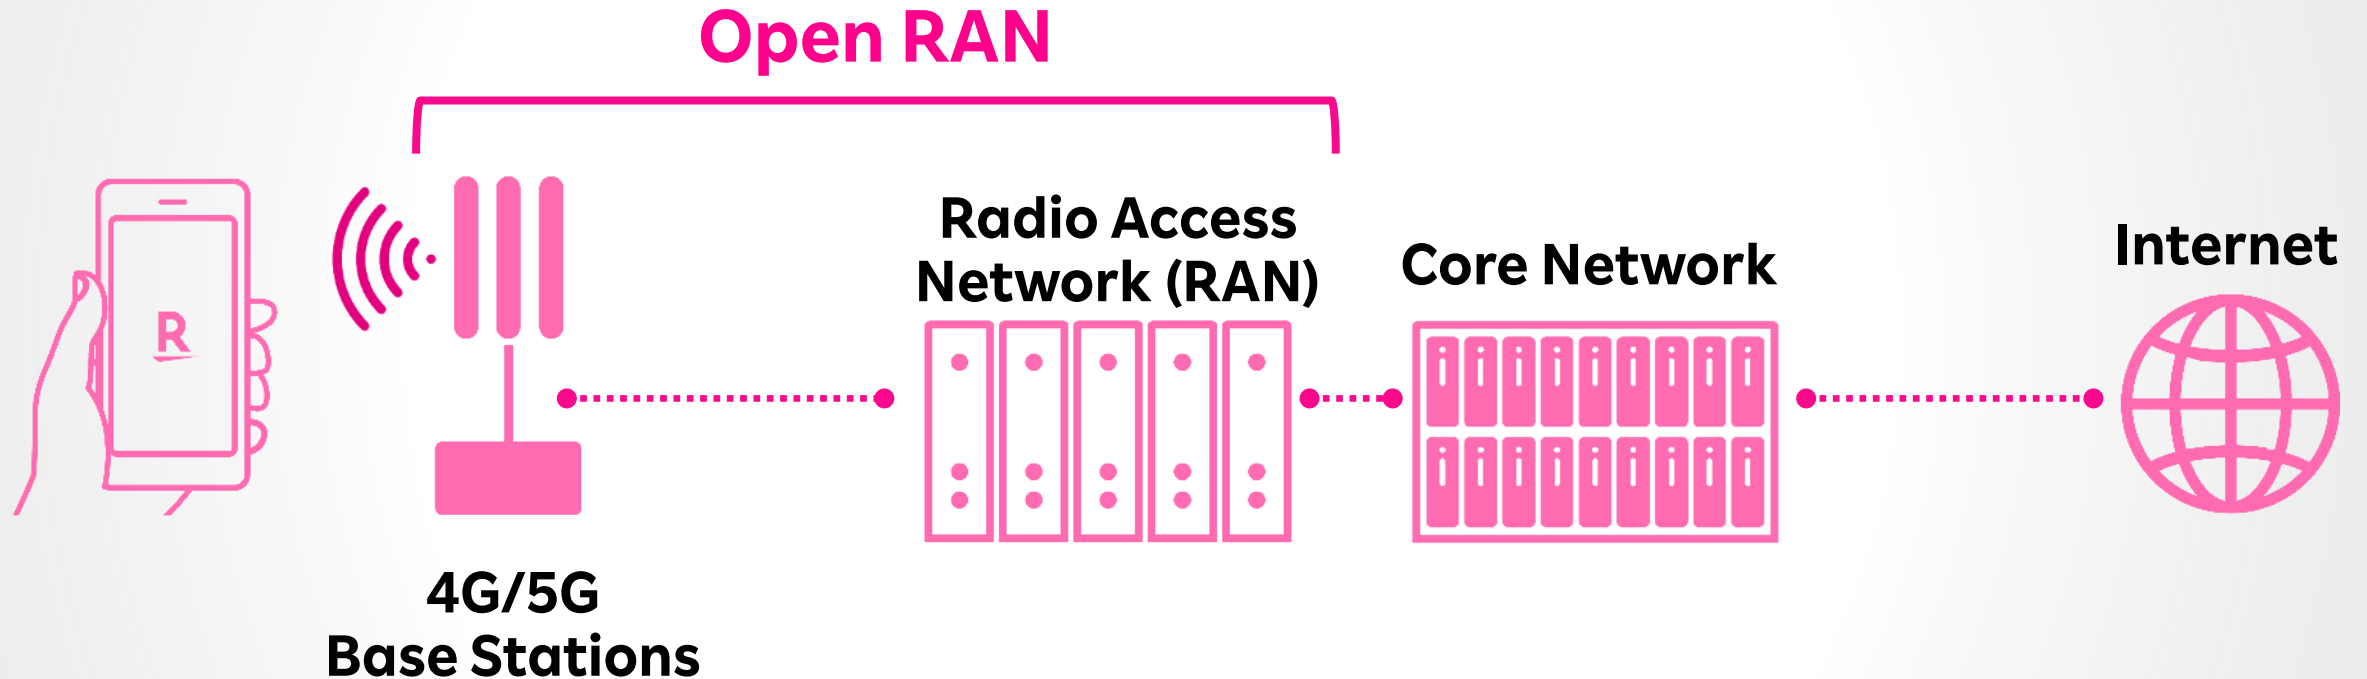 Open RAN
R
4G/5G
Base Stations
Radio Access
Network (RAN)
Core Network
Internet